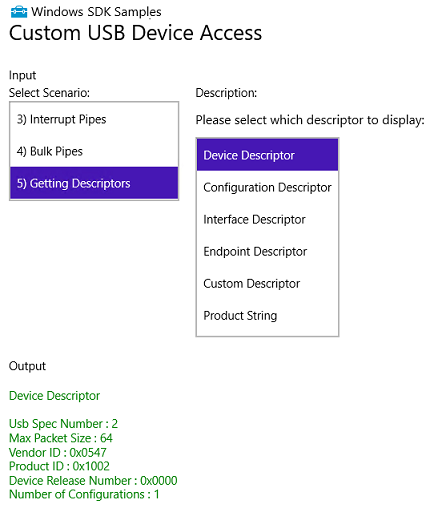 Windows SDK Samples
Custom USB Device Access
Input
Select Scenario:
3) Interrupt Pipes
4) Bulk Pipes
5) Getting Descriptors
Description:
Please select which descriptor to display:
Device Descriptor
Configuration Descriptor
Interface Descriptor
Endpoint Descriptor
Custom Descriptor
Product String
Output
Device Descriptor
Usb Spec Number : 2
Max Packet Size : 64
Vendor ID : 0x0547
Product ID : 0x1002
Device Release Number : 0x0000
Number of Configurations : 1